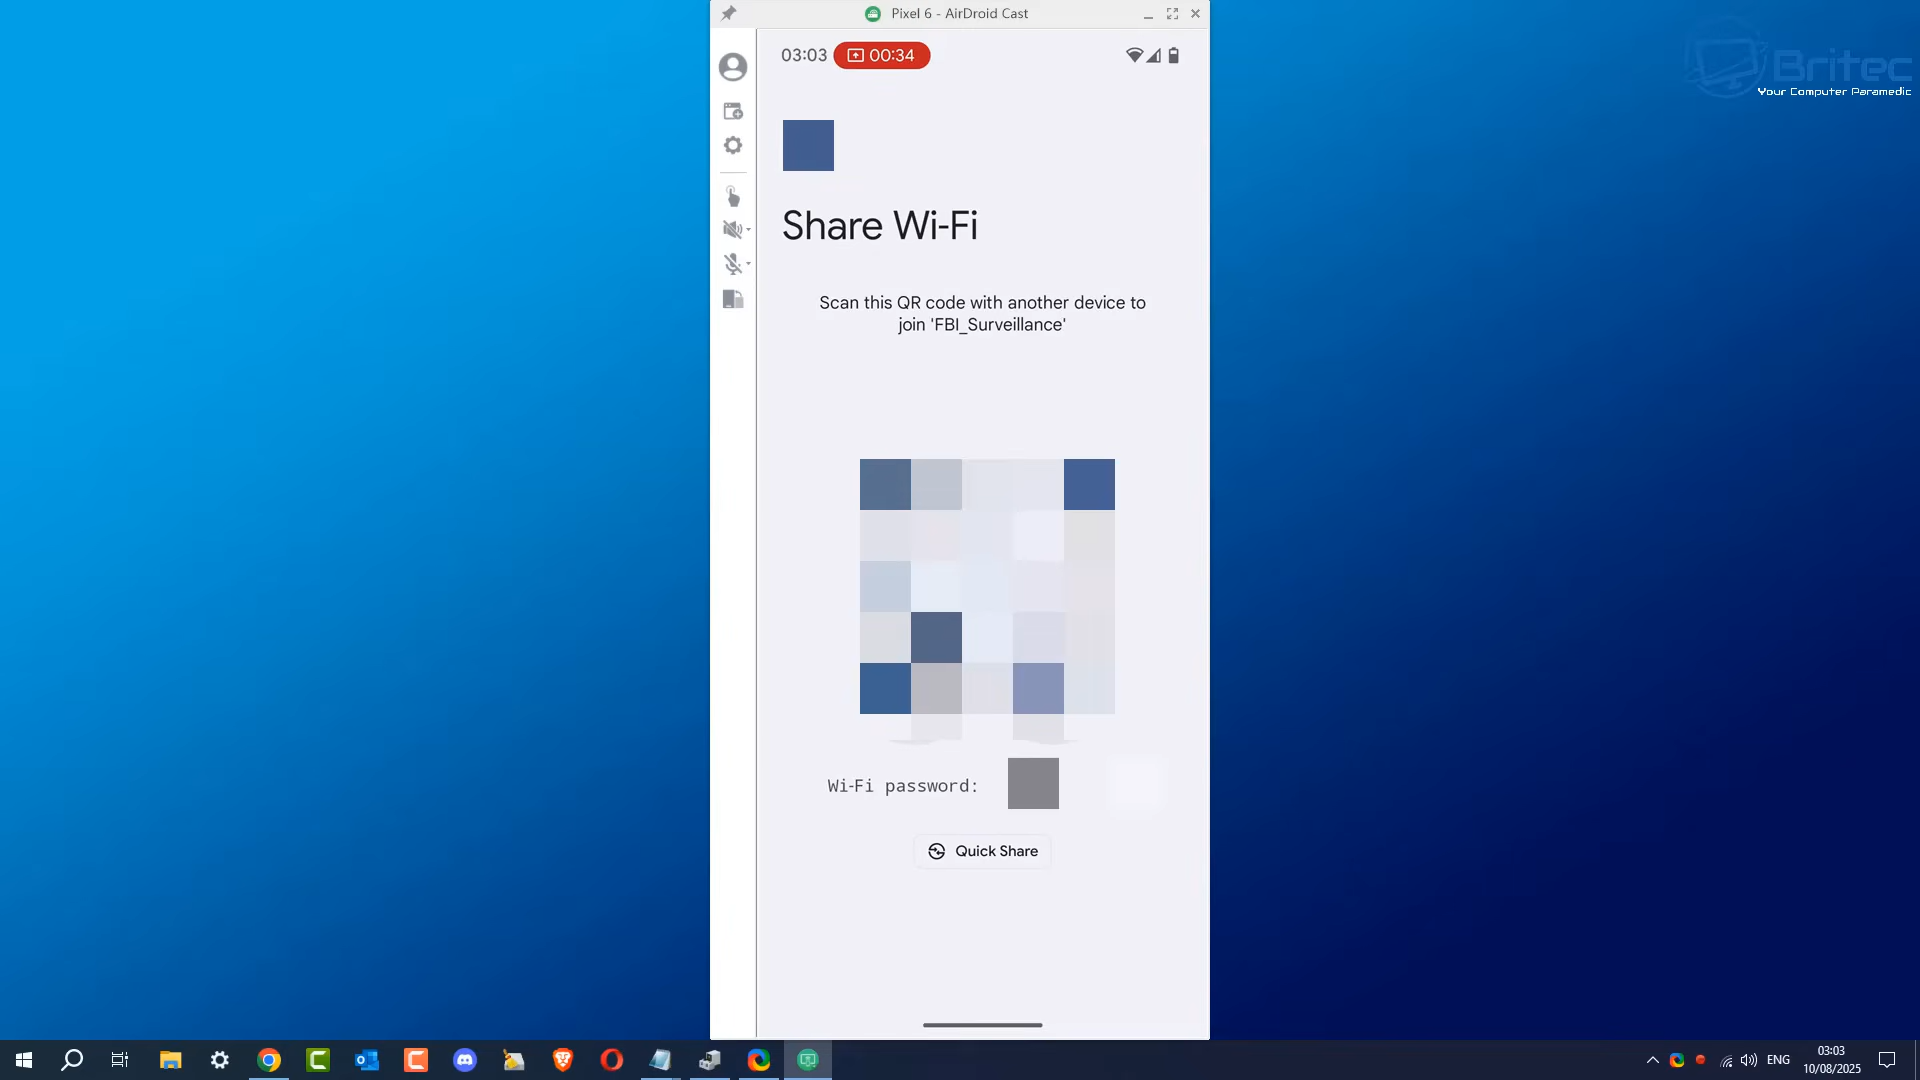 Pixel 6 - AirDroid Cast
Britec
Your Computer Paramedic
03:03
00:34
Share Wi-Fi
Scan this QR code with another device to
join 'FBI_Surveillance'
Wi-Fi password:
Quick Share
ENG
03:03
10/08/2025